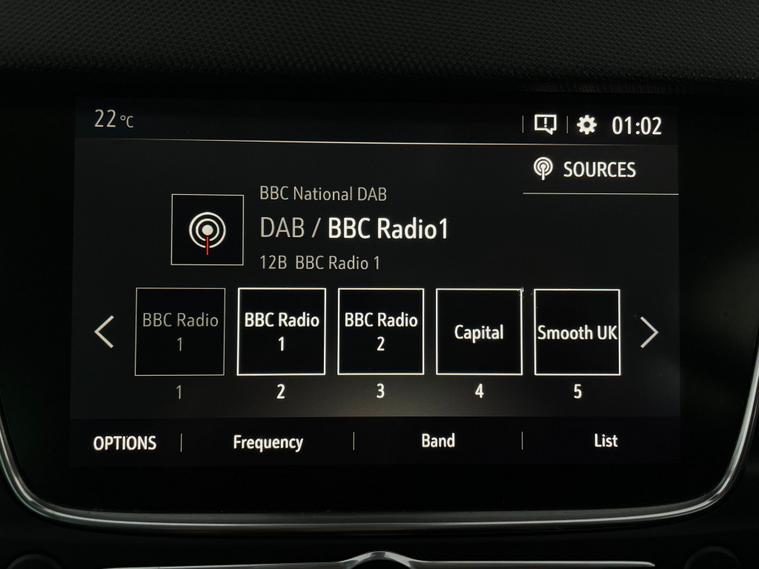 22°C
01:02
SOURCES
BBC National DAB
DAB / BBC Radio1
12B BBC Radio 1
BBC Radio
1
BBC Radio
1
BBC Radio
2
Capital
Smooth UK
1
2
3
4
5
OPTIONS
Frequency
Band
List